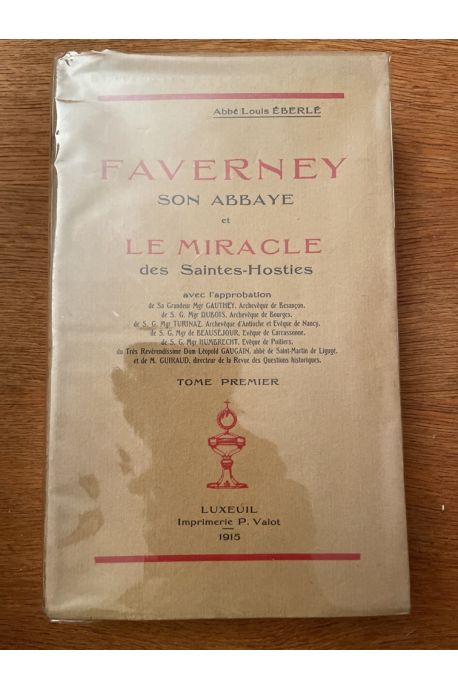 Abbé Louis ÉBERLÉ
FAVERNEY
SON ABBAYE
et
LE MIRACLE
des Saintes-Hosties
avec l'approbation
de Sa Grandeur Mgr GAUTHEY, Archevêque de Besançon,
de S. G. Mgr DUBOIS, Archevêque de Bourges,
de S. G. Mgr TURINAZ, Archevêque d'Antioche et Evêque de Nancy,
de S. G. Mgr de BEAUSÉJOUR, Evêque de Carcassonne,
de S. G. Mgr HUMBRECHT, Evêque de Poitiers,
du Très Révérendissime Dom Léopold GAUGAIN, abbé de Saint-Martin de Ligugé,
et de M. GUIRAUD, directeur de la Revue des Questions historiques.
TOME PREMIER
LUXEUIL
Imprimerie P. Valot
1915